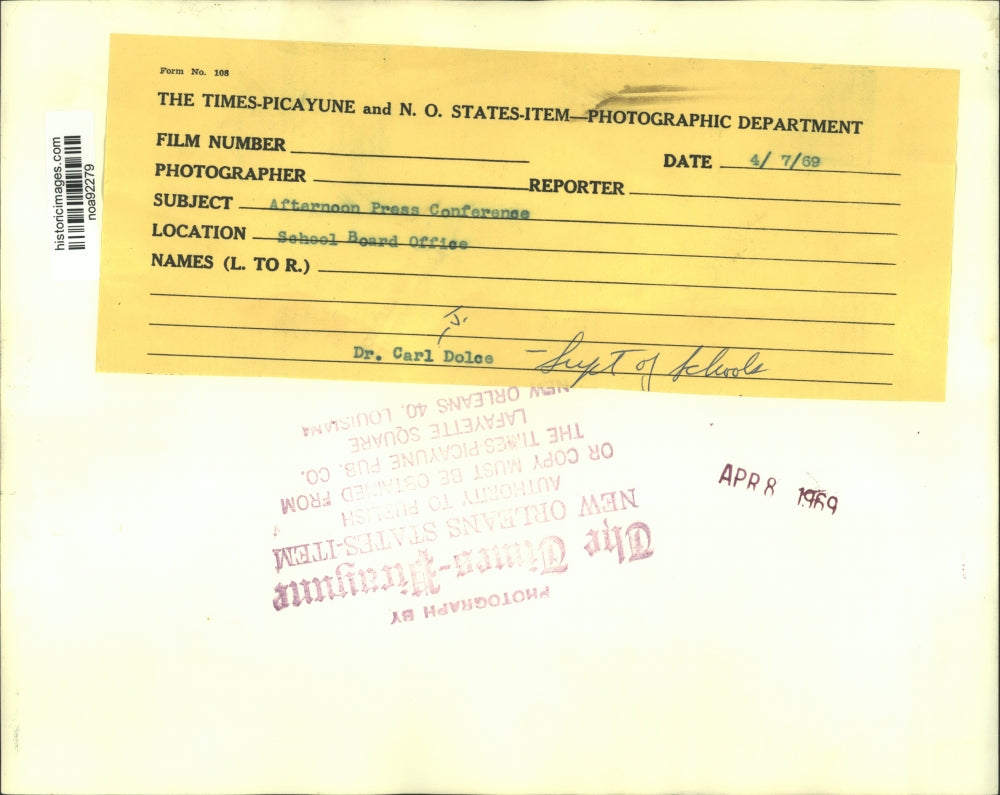 historicimages.com
noa92279
Form No. 108
THE TIMES-PICAYUNE and N. O. STATES-ITEM—PHOTOGRAPHIC DEPARTMENT
FILM NUMBER
DATE 4/ 7/69
PHOTOGRAPHER
REPORTER
SUBJECT Afternoon Press Conference
LOCATION School Board Office
NAMES (L. TO R.)
J.
Dr. Carl Dolce - Supt of Schools
APR 8 1969
PHOTOGRAPH BY
The Times-Picayune
NEW ORLEANS STATES-ITEM
AUTHORITY TO PUBLISH
OR COPY MUST BE OBTAINED FROM
THE TIMES-PICAYUNE PUB. CO.
LAFAYETTE SQUARE
NEW ORLEANS 40, LOUISIANA